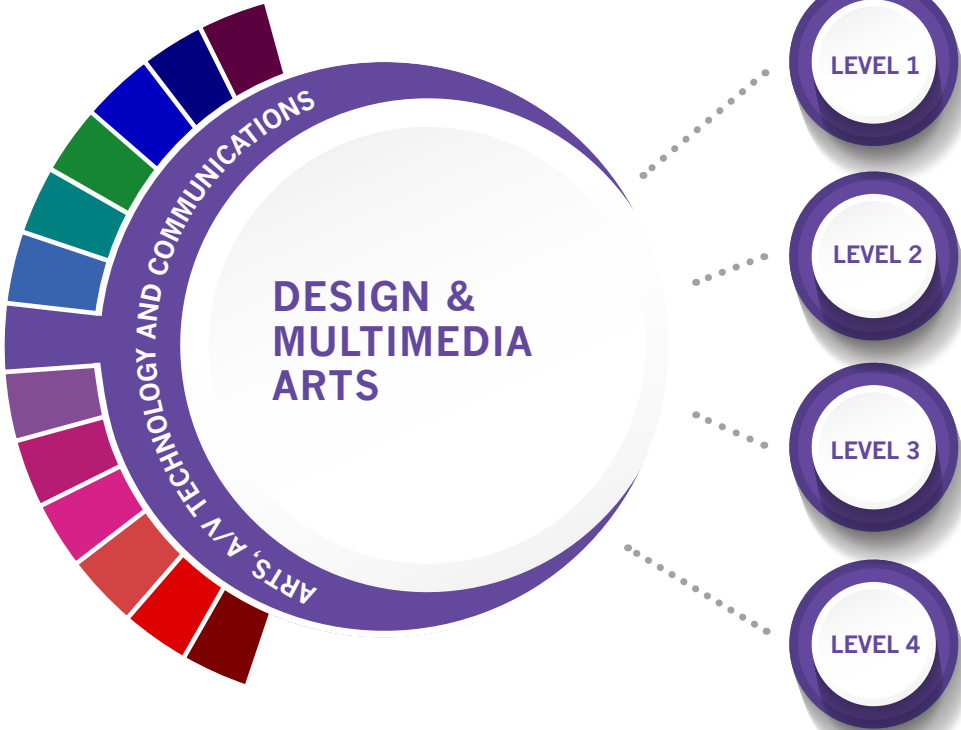 ARTS, A/V TECHNOLOGY AND COMMUNICATIONS
DESIGN &
MULTIMEDIA
ARTS
LEVEL 1
LEVEL 2
LEVEL 3
LEVEL 4